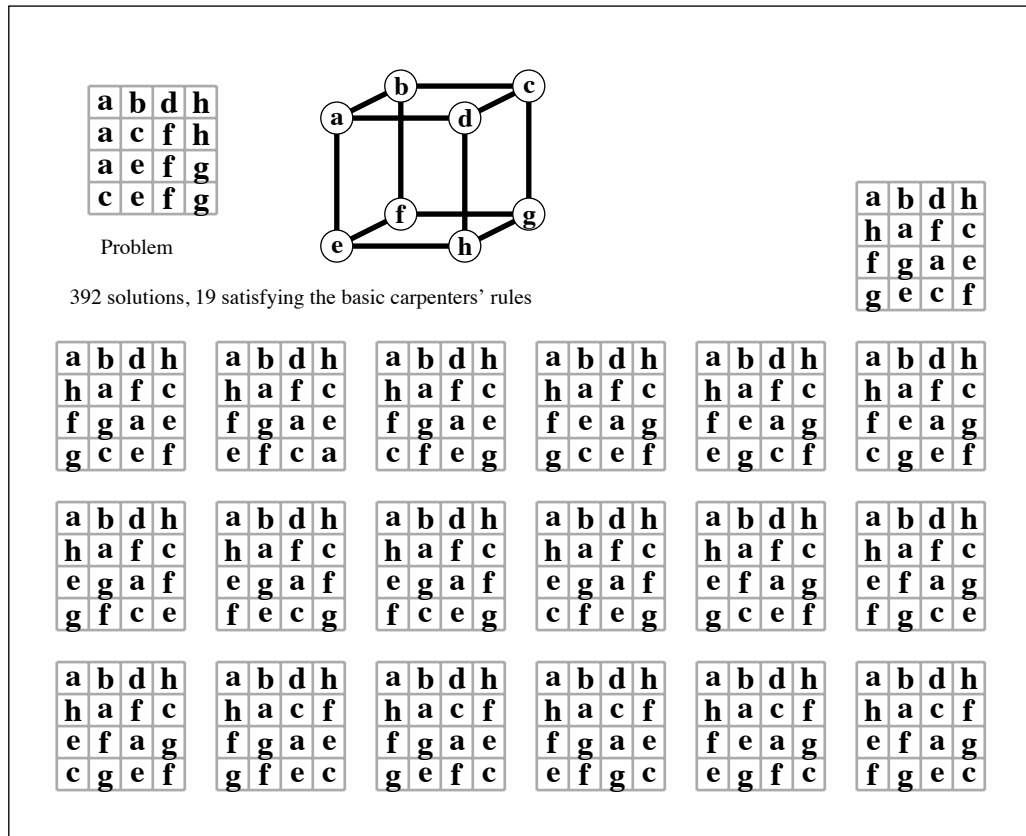 a b d h
a c f h
a e f g
c e f g
Problem
b c
a d
f g
e h
392 solutions, 19 satisfying the basic carpenters' rules
a b d h
h a f c
f g a e
g e c f
a b d h
h a f c
f g a e
g c e f
a b d h
h a f c
f g a e
e f c a
a b d h
h a f c
f g a e
c f e g
a b d h
h a f c
f e a g
g c e f
a b d h
h a f c
f e a g
e g c f
a b d h
h a f c
f e a g
c g e f
a b d h
h a f c
e g a f
g f c e
a b d h
h a f c
e g a f
f e c g
a b d h
h a f c
e g a f
f c e g
a b d h
h a f c
e g a f
c f e g
a b d h
h a f c
e f a g
g c e f
a b d h
h a f c
e f a g
f g c e
a b d h
h a f c
e f a g
c g e f
a b d h
h a c f
f g a e
g f e c
a b d h
h a c f
f g a e
g e f c
a b d h
h a c f
f g a e
e f g c
a b d h
h a c f
f e a g
e g f c
a b d h
h a c f
e f a g
f g e c